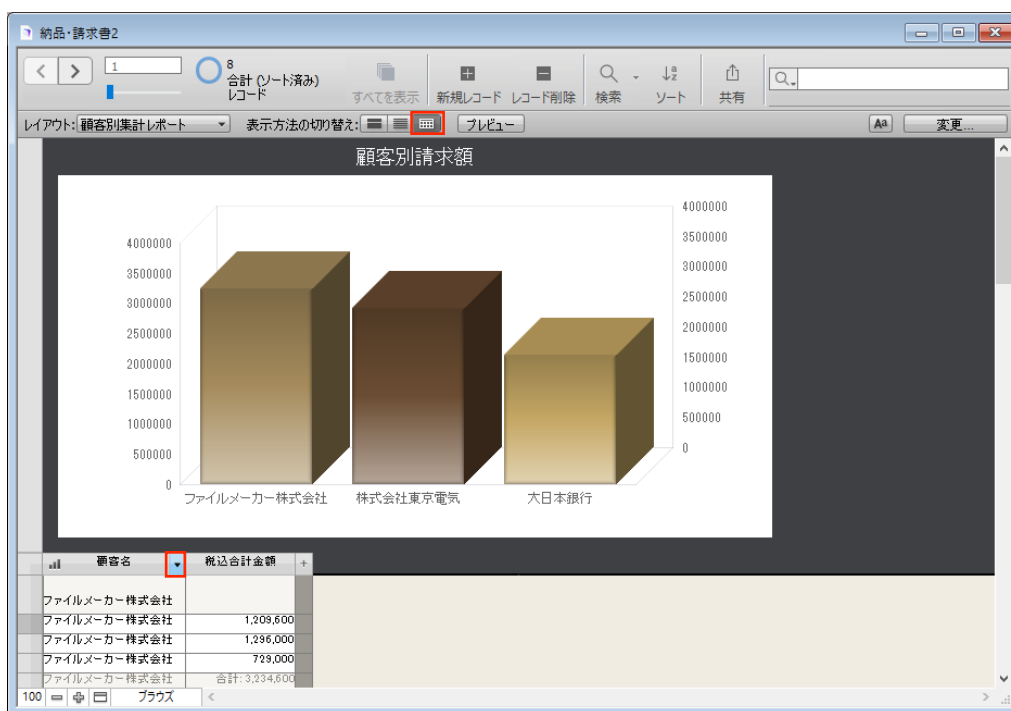 納品・請求書2
1
8
合計 (ソート済み)
レコード
すべてを表示
新規レコード
レコード削除
検索
ソート
共有
レイアウト: 顧客別集計レポート
表示方法の切り替え:
プレビュー
Aa
変更...
顧客別請求額
4000000
3500000
3000000
2500000
2000000
1500000
1000000
500000
0
4000000
3500000
3000000
2500000
2000000
1500000
1000000
500000
0
ファイルメーカー株式会社
株式会社東京電気
大日本銀行
顧客名
税込合計金額
+
ファイルメーカー株式会社
ファイルメーカー株式会社 1,209,600
ファイルメーカー株式会社 1,296,000
ファイルメーカー株式会社 729,000
ファイルメーカー株式会社 合計: 3,234,600
100
ブラウズ